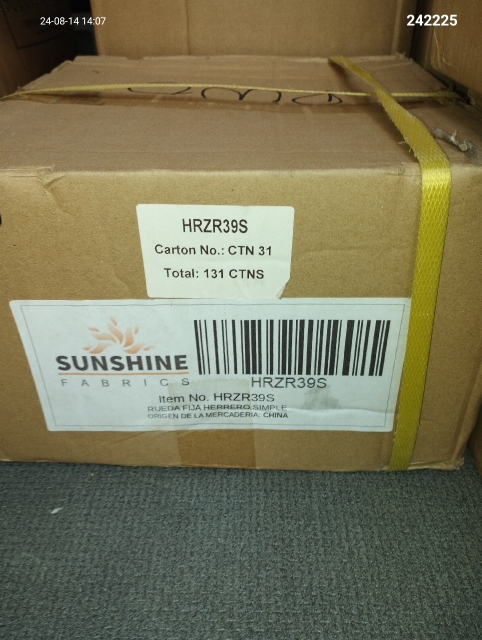 24-08-14 14:07
242225
HRZR39S
Carton No.: CTN 31
Total: 131 CTNS
SUNSHINE
FABRICS
HRZR39S
Item No. HRZR39S
RUEDA FIJA HERRERO SIMPLE
ORIGEN DE LA MERCADERIA: CHINA